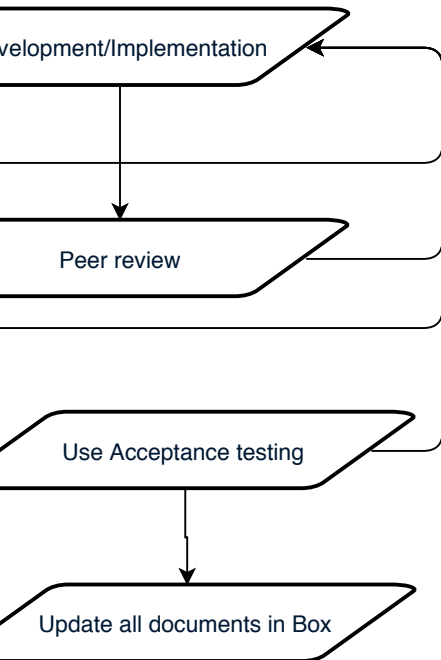 velopment/Implementation
Peer review
Use Acceptance testing
Update all documents in Box